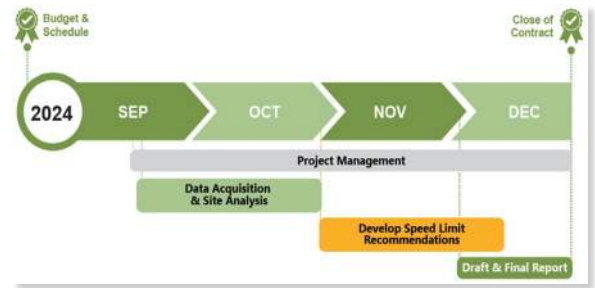 Budget &
Schedule
Close of
Contract
2024
SEP
OCT
NOV
DEC
Project Management
Data Acquisition
& Site Analysis
Develop Speed Limit
Recommendations
Draft & Final Report